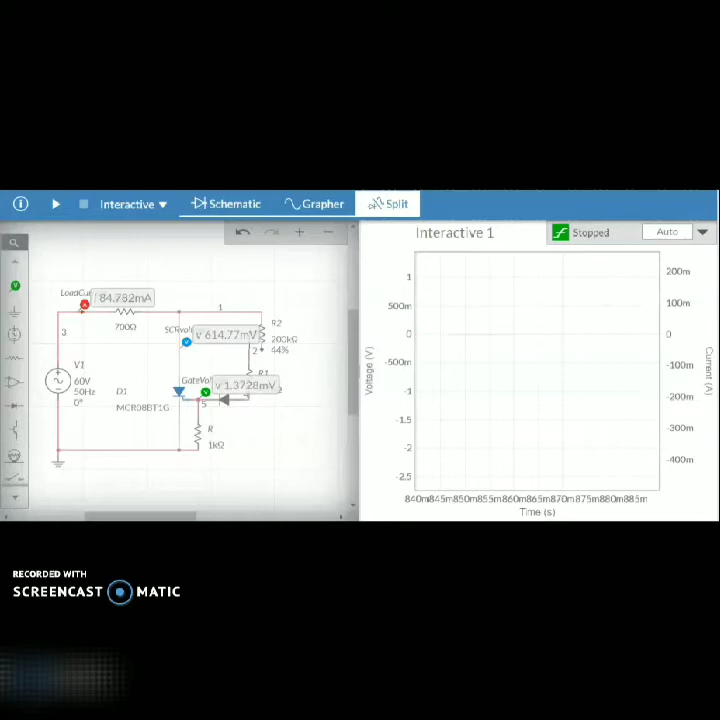 Interactive
Schematic
Grapher
Split
Interactive 1
Stopped
Auto
LoadCur
84.782mA
700Ω
1
3
SCRvol
v 614.77mV
R2
200kΩ
44%
2
V1
60V
50Hz
0°
D1
MCR08BT1G
GateVol
v 1.3728mV
R1
2
5
R
1kΩ
1
500m
0
-500m
-1
-1.5
-2
-2.5
Voltage (V)
200m
100m
0
-100m
-200m
-300m
-400m
Current (A)
840m845m850m855m860m865m870m875m880m885m
Time (s)
RECORDED WITH
SCREENCAST MATIC